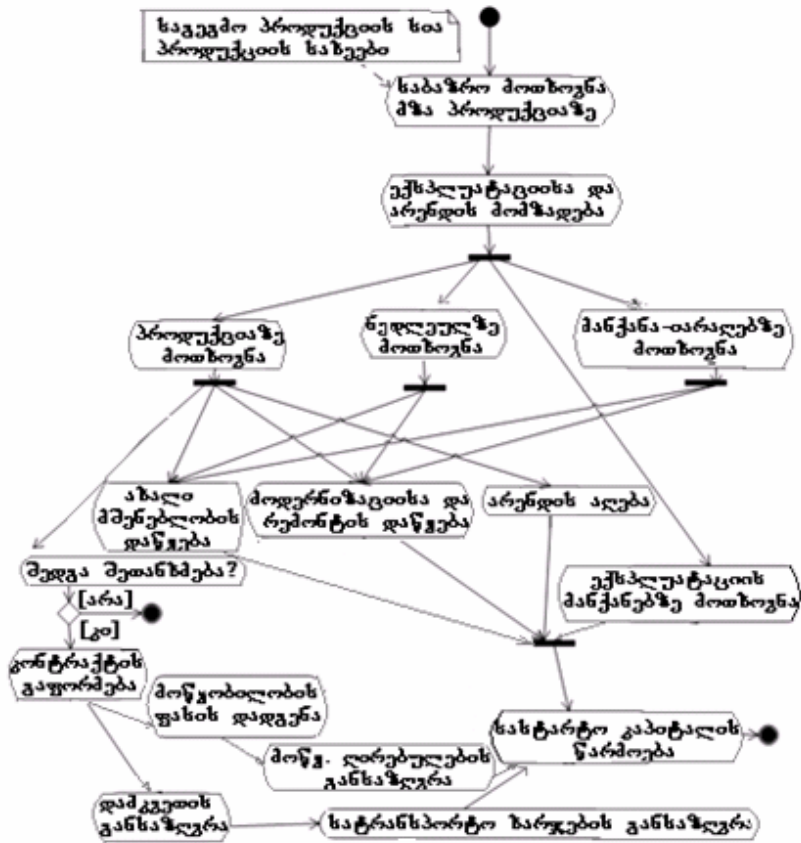 საგეგმო პროდუქციის სია
პროდუქციის სახეები
საბაზრო მოთხოვნა
მზა პროდუქციაზე
ექსპლუატაციისა და
არენდის მომზადება
პროდუქციაზე
მოთხოვნა
ნედლეულზე
მოთხოვნა
მანქანა-იარაღებზე
მოთხოვნა
ახალი
მშენებლობის
დაწყება
მოდერნიზაციისა და
რემონტის დაწყება
არენდის აღება
შედგა შეთანხმება?
ექსპლუატაციის
მანქანებზე მოთხოვნა
[არა]
[კი]
კონტრაქტის
გაფორმება
მოწყობილობის
ფასის დადგენა
სასტარტო კაპიტალის
წარმოება
მოწყ. ღირებულების
განსაზღვრა
დამკვეთის
განსაზღვრა
სატრანსპორტო ხარჯების განსაზღვრა